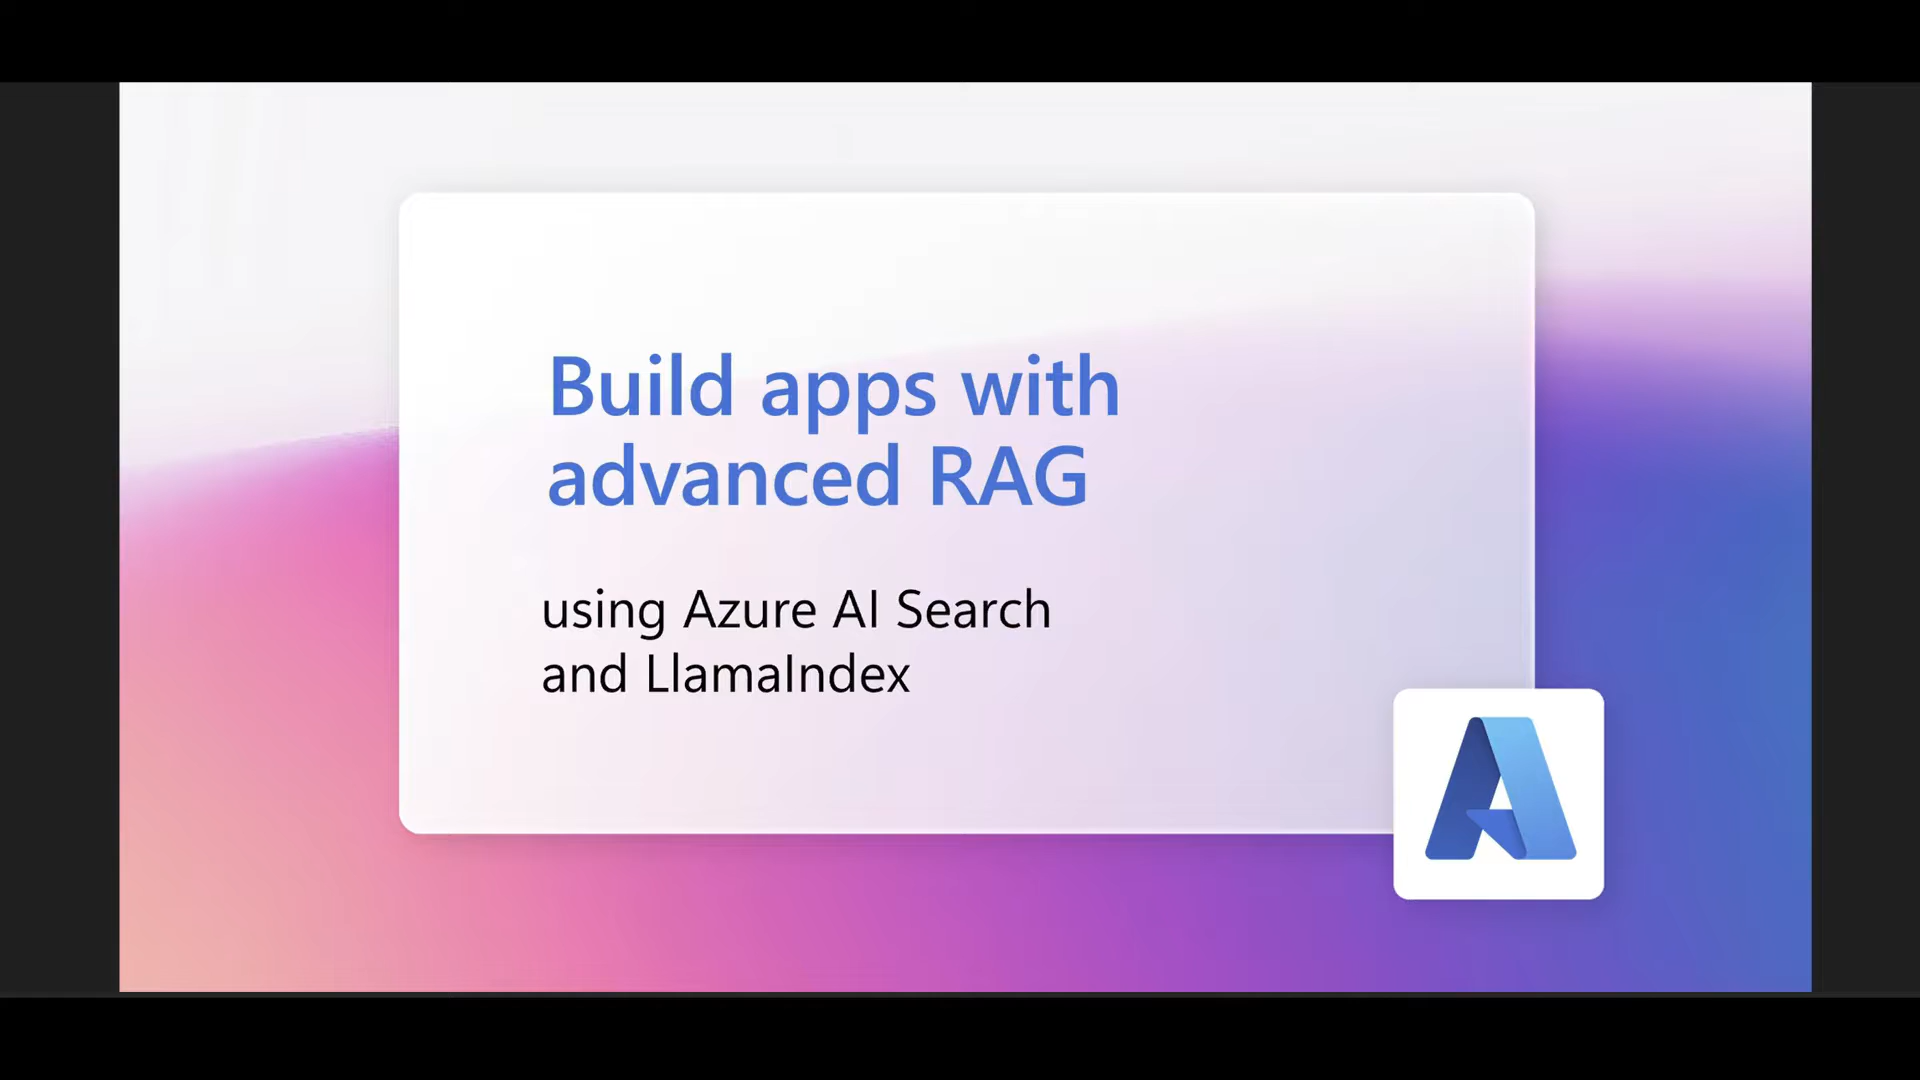 Build apps with
advanced RAG
using Azure AI Search
and LlamaIndex